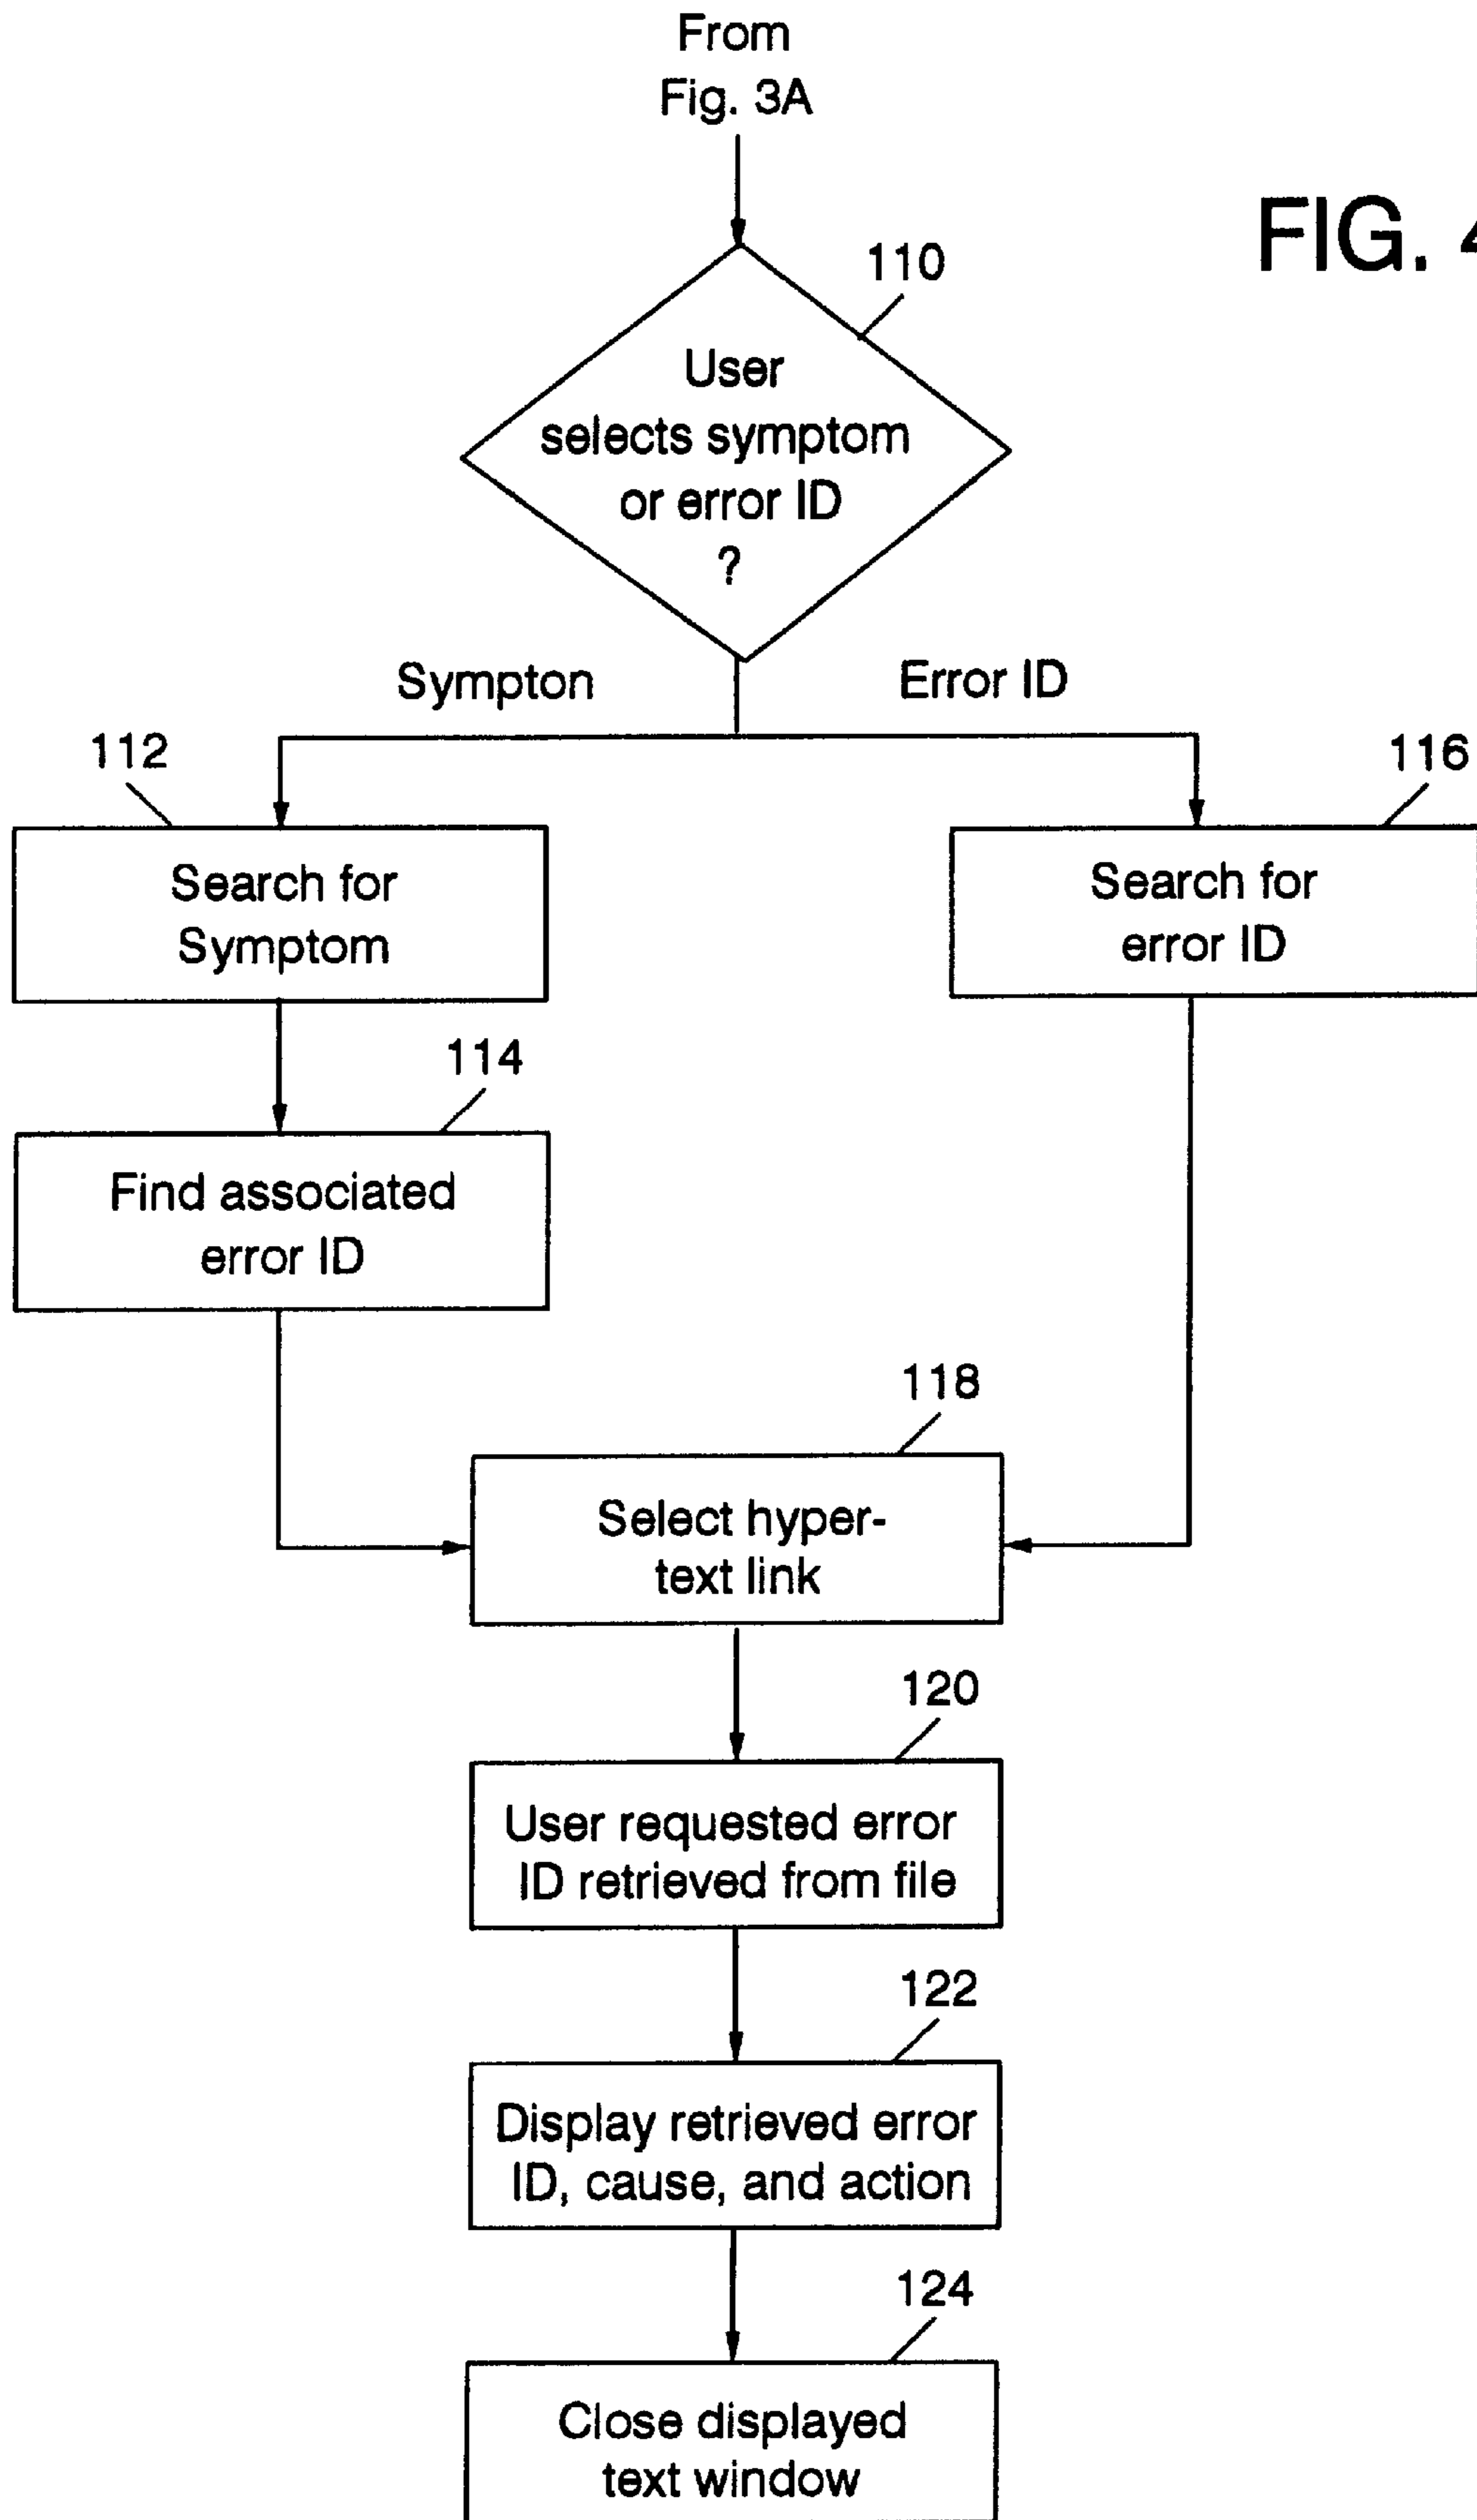 From
Fig. 3A
FIG. 4
110
User
selects symptom
or error ID
?
Sympton
Error ID
112
116
Search for
Symptom
Search for
error ID
114
Find associated
error ID
118
Select hyper-
text link
120
User requested error
ID retrieved from file
122
Display retrieved error
ID, cause, and action
124
Close displayed
text window